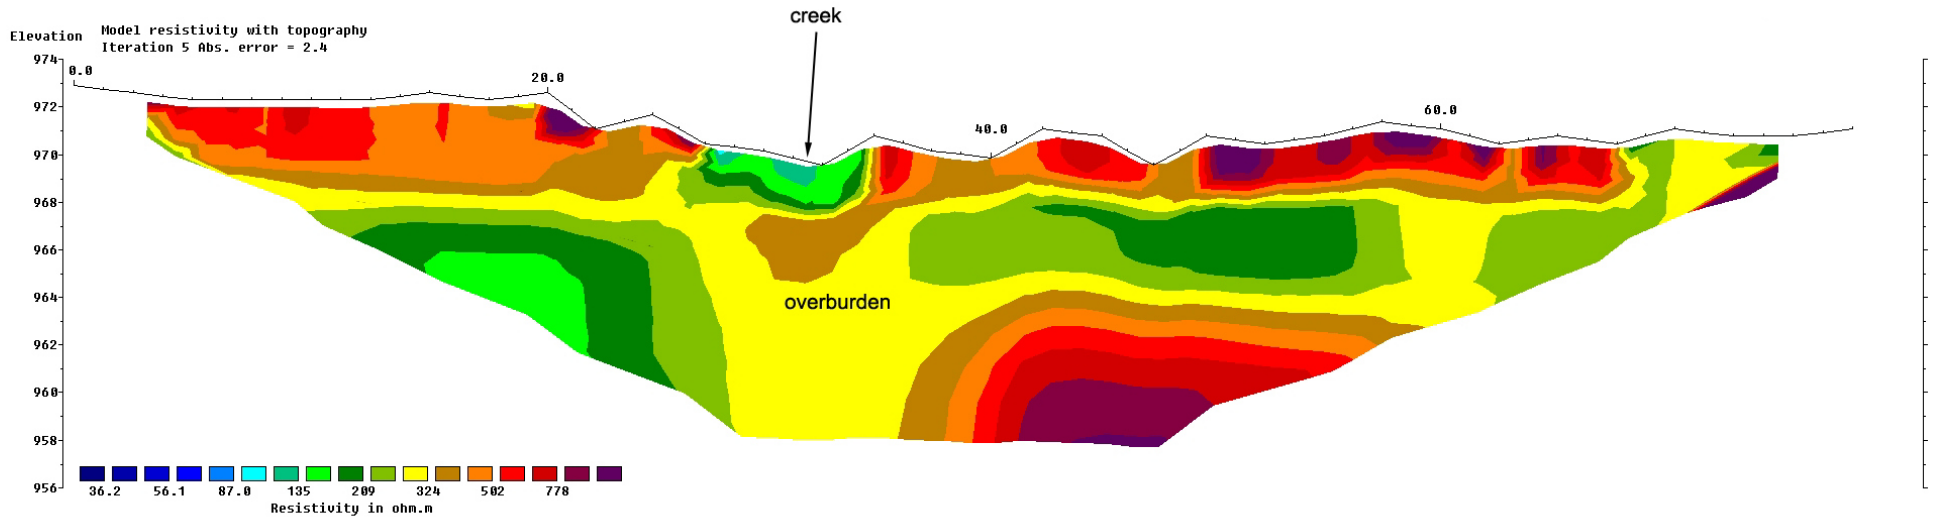 creek
Elevation
Model resistivity with topography
Iteration 5 Abs. error = 2.4
974
0.0
20.0
972
60.0
40.0
970
968
966
964
overburden
962
960
958
956
36.2 56.1 87.0 135 209 324 502 778
Resistivity in ohm.m